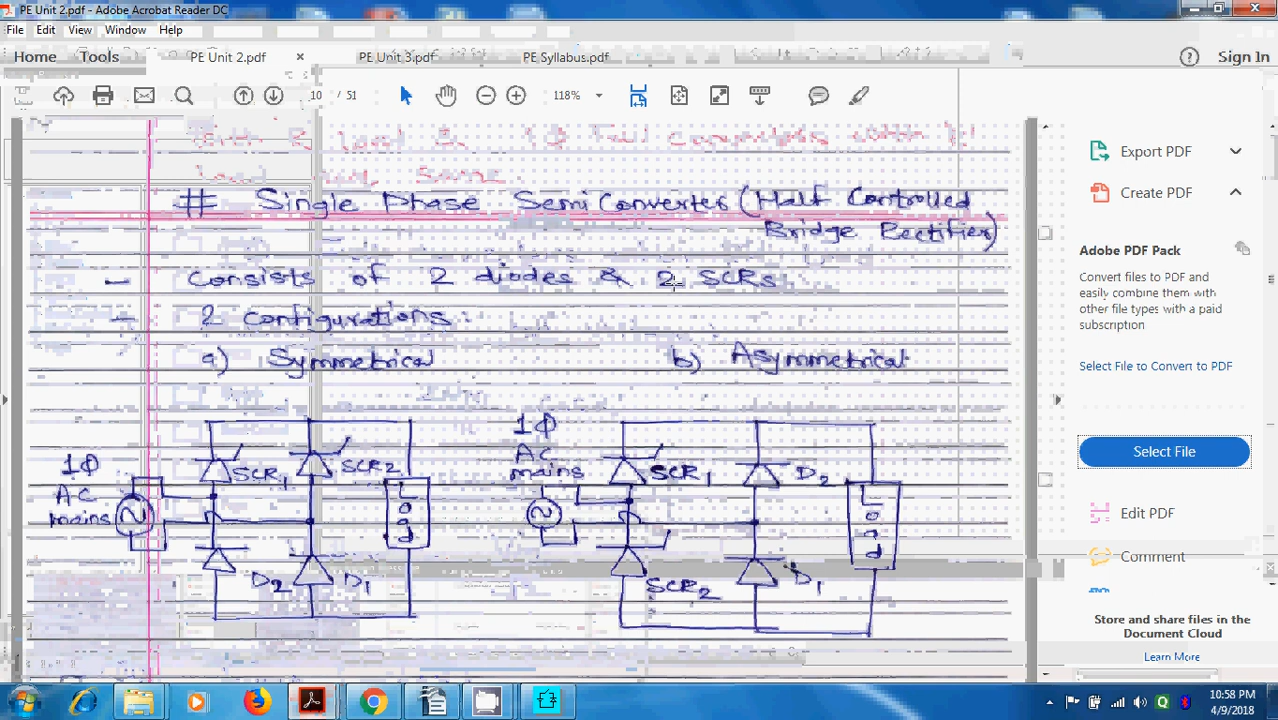 PE Unit 2.pdf - Adobe Acrobat Reader DC
File Edit View Window Help
Home Tools PE Unit 2.pdf × PE Unit 3.pdf PE Syllabus.pdf Sign In
10 / 51 118%
# Single Phase Semi Converter (Half Controlled
Bridge Rectifier)
- consists of 2 diodes & 2 SCRs
- 2 configurations.
a) Symmetrical b) Asymmetrical
1Φ
AC
mains
SCR1 SCR2
Load
D2 D1
1Φ
AC
mains
SCR1 D2
Load
SCR2 D1
Export PDF
Create PDF
Adobe PDF Pack
Convert files to PDF and
easily combine them with
other file types with a paid
subscription.
Select File to Convert to PDF
Select File
Edit PDF
Comment
Store and share files in the
Document Cloud
Learn More
10:58 PM
4/9/2018